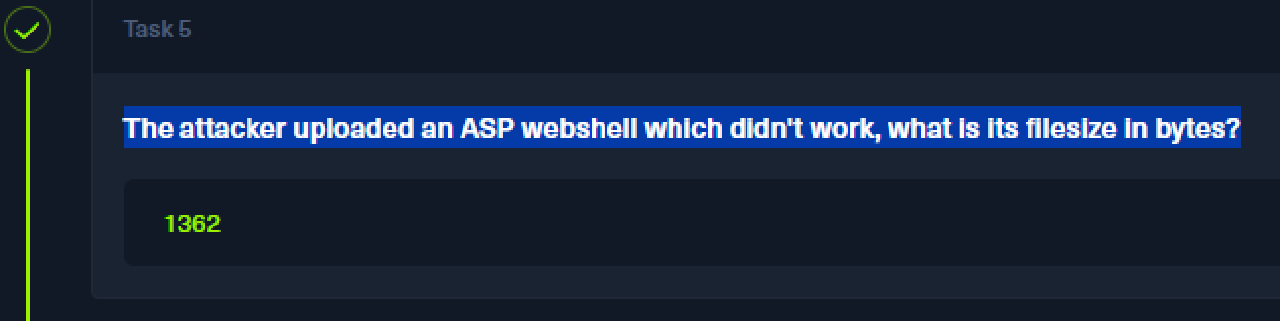 Task 5
The attacker uploaded an ASP webshell which didn't work, what is its filesize in bytes?
1362